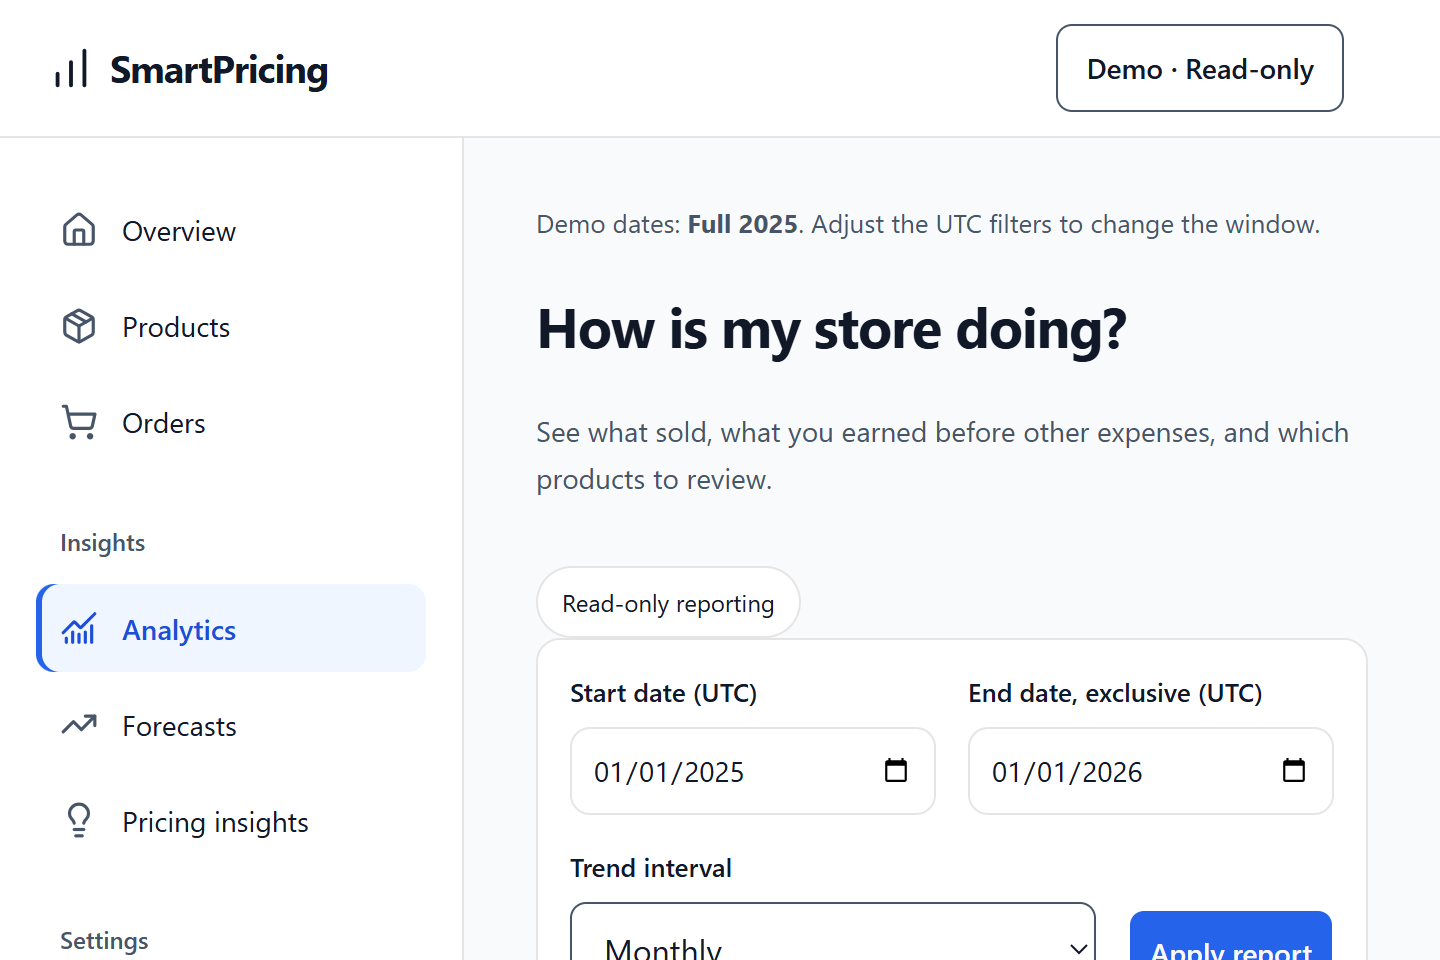 SmartPricing
Demo · Read-only
Overview
Products
Orders
Insights
Analytics
Forecasts
Pricing insights
Settings
Demo dates: Full 2025. Adjust the UTC filters to change the window.
How is my store doing?
See what sold, what you earned before other expenses, and which
products to review.
Read-only reporting
Start date (UTC)
01/01/2025
End date, exclusive (UTC)
01/01/2026
Trend interval
Monthly
Apply report